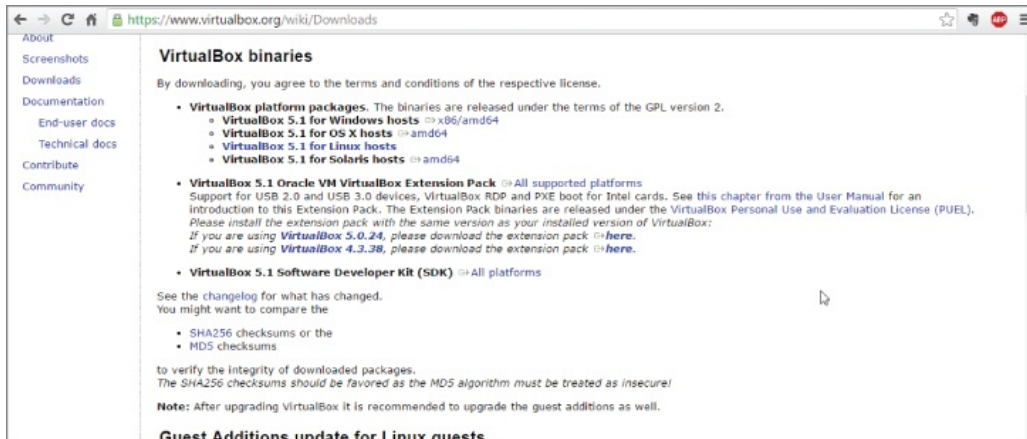 https://www.virtualbox.org/wiki/Downloads
ABP
About
Screenshots
Downloads
Documentation
End-user docs
Technical docs
Contribute
Community
VirtualBox binaries
By downloading, you agree to the terms and conditions of the respective license.
VirtualBox platform packages. The binaries are released under the terms of the GPL version 2.
VirtualBox 5.1 for Windows hosts x86/amd64
VirtualBox 5.1 for OS X hosts amd64
VirtualBox 5.1 for Linux hosts
VirtualBox 5.1 for Solaris hosts amd64
VirtualBox 5.1 Oracle VM VirtualBox Extension Pack All supported platforms
Support for USB 2.0 and USB 3.0 devices, VirtualBox RDP and PXE boot for Intel cards. See this chapter from the User Manual for an
introduction to this Extension Pack. The Extension Pack binaries are released under the VirtualBox Personal Use and Evaluation License (PUEL).
Please install the extension pack with the same version as your installed version of VirtualBox:
If you are using VirtualBox 5.0.24, please download the extension pack here.
If you are using VirtualBox 4.3.38, please download the extension pack here.
VirtualBox 5.1 Software Developer Kit (SDK) All platforms
See the changelog for what has changed.
You might want to compare the
SHA256 checksums or the
MD5 checksums
to verify the integrity of downloaded packages.
The SHA256 checksums should be favored as the MD5 algorithm must be treated as insecure!
Note: After upgrading VirtualBox it is recommended to upgrade the guest additions as well.
Guest Additions update for Linux guests